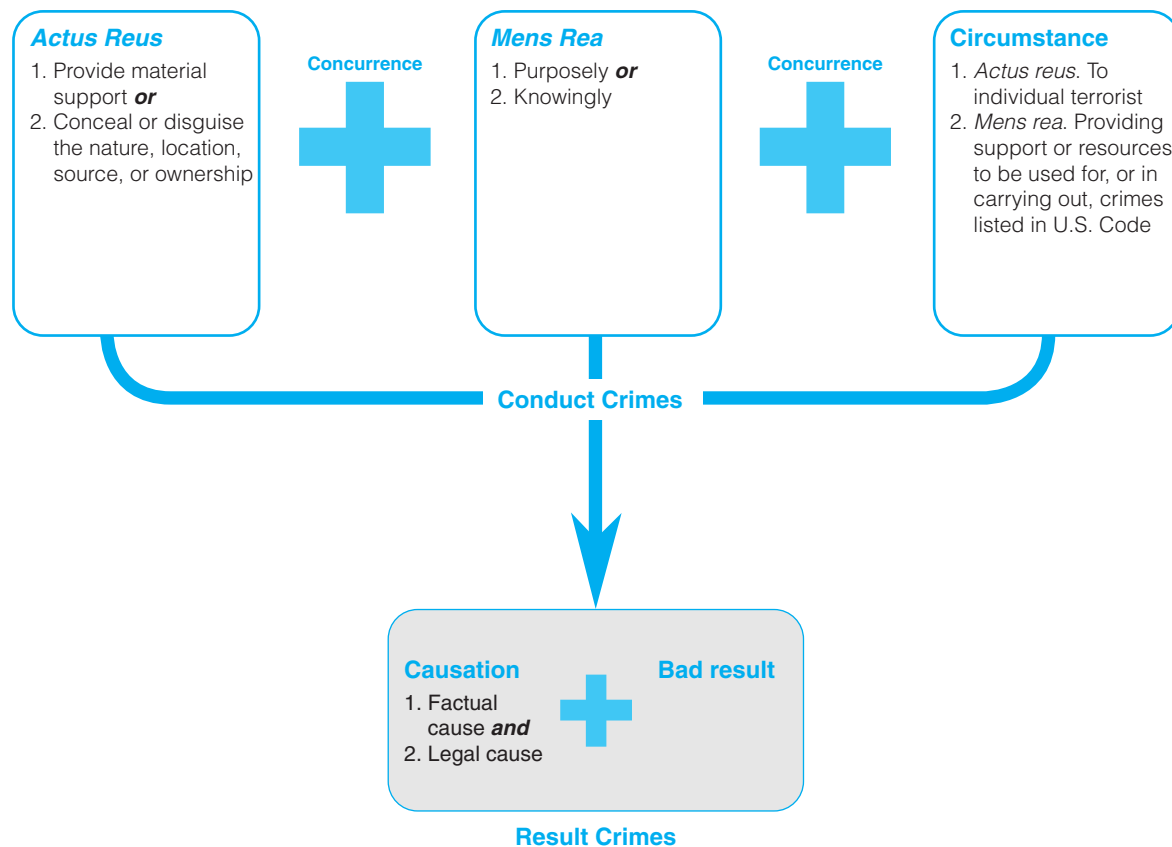 Actus Reus
1. Provide material
support or
2. Conceal or disguise
the nature, location,
source, or ownership
Concurrence
Mens Rea
1. Purposely or
2. Knowingly
Concurrence
Circumstance
1. Actus reus. To
individual terrorist
2. Mens rea. Providing
support or resources
to be used for, or in
carrying out, crimes
listed in U.S. Code
Conduct Crimes
Causation
1. Factual
cause and
2. Legal cause
Bad result
Result Crimes